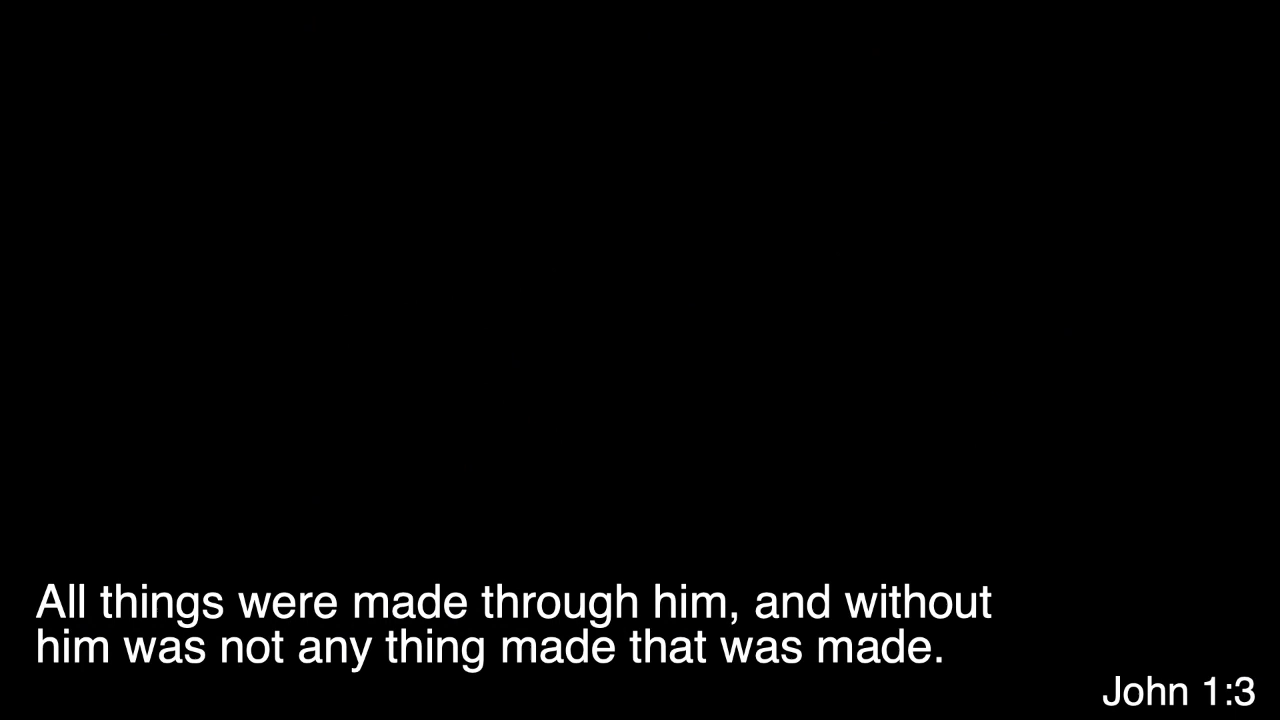 All things were made through him, and without
him was not any thing made that was made.
John 1:3